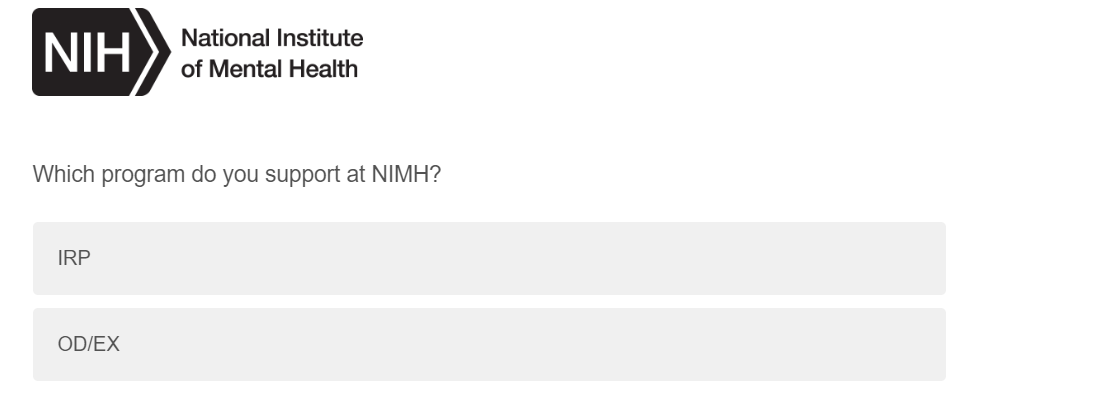 NIH
National Institute
of Mental Health
Which program do you support at NIMH?
IRP
OD/EX